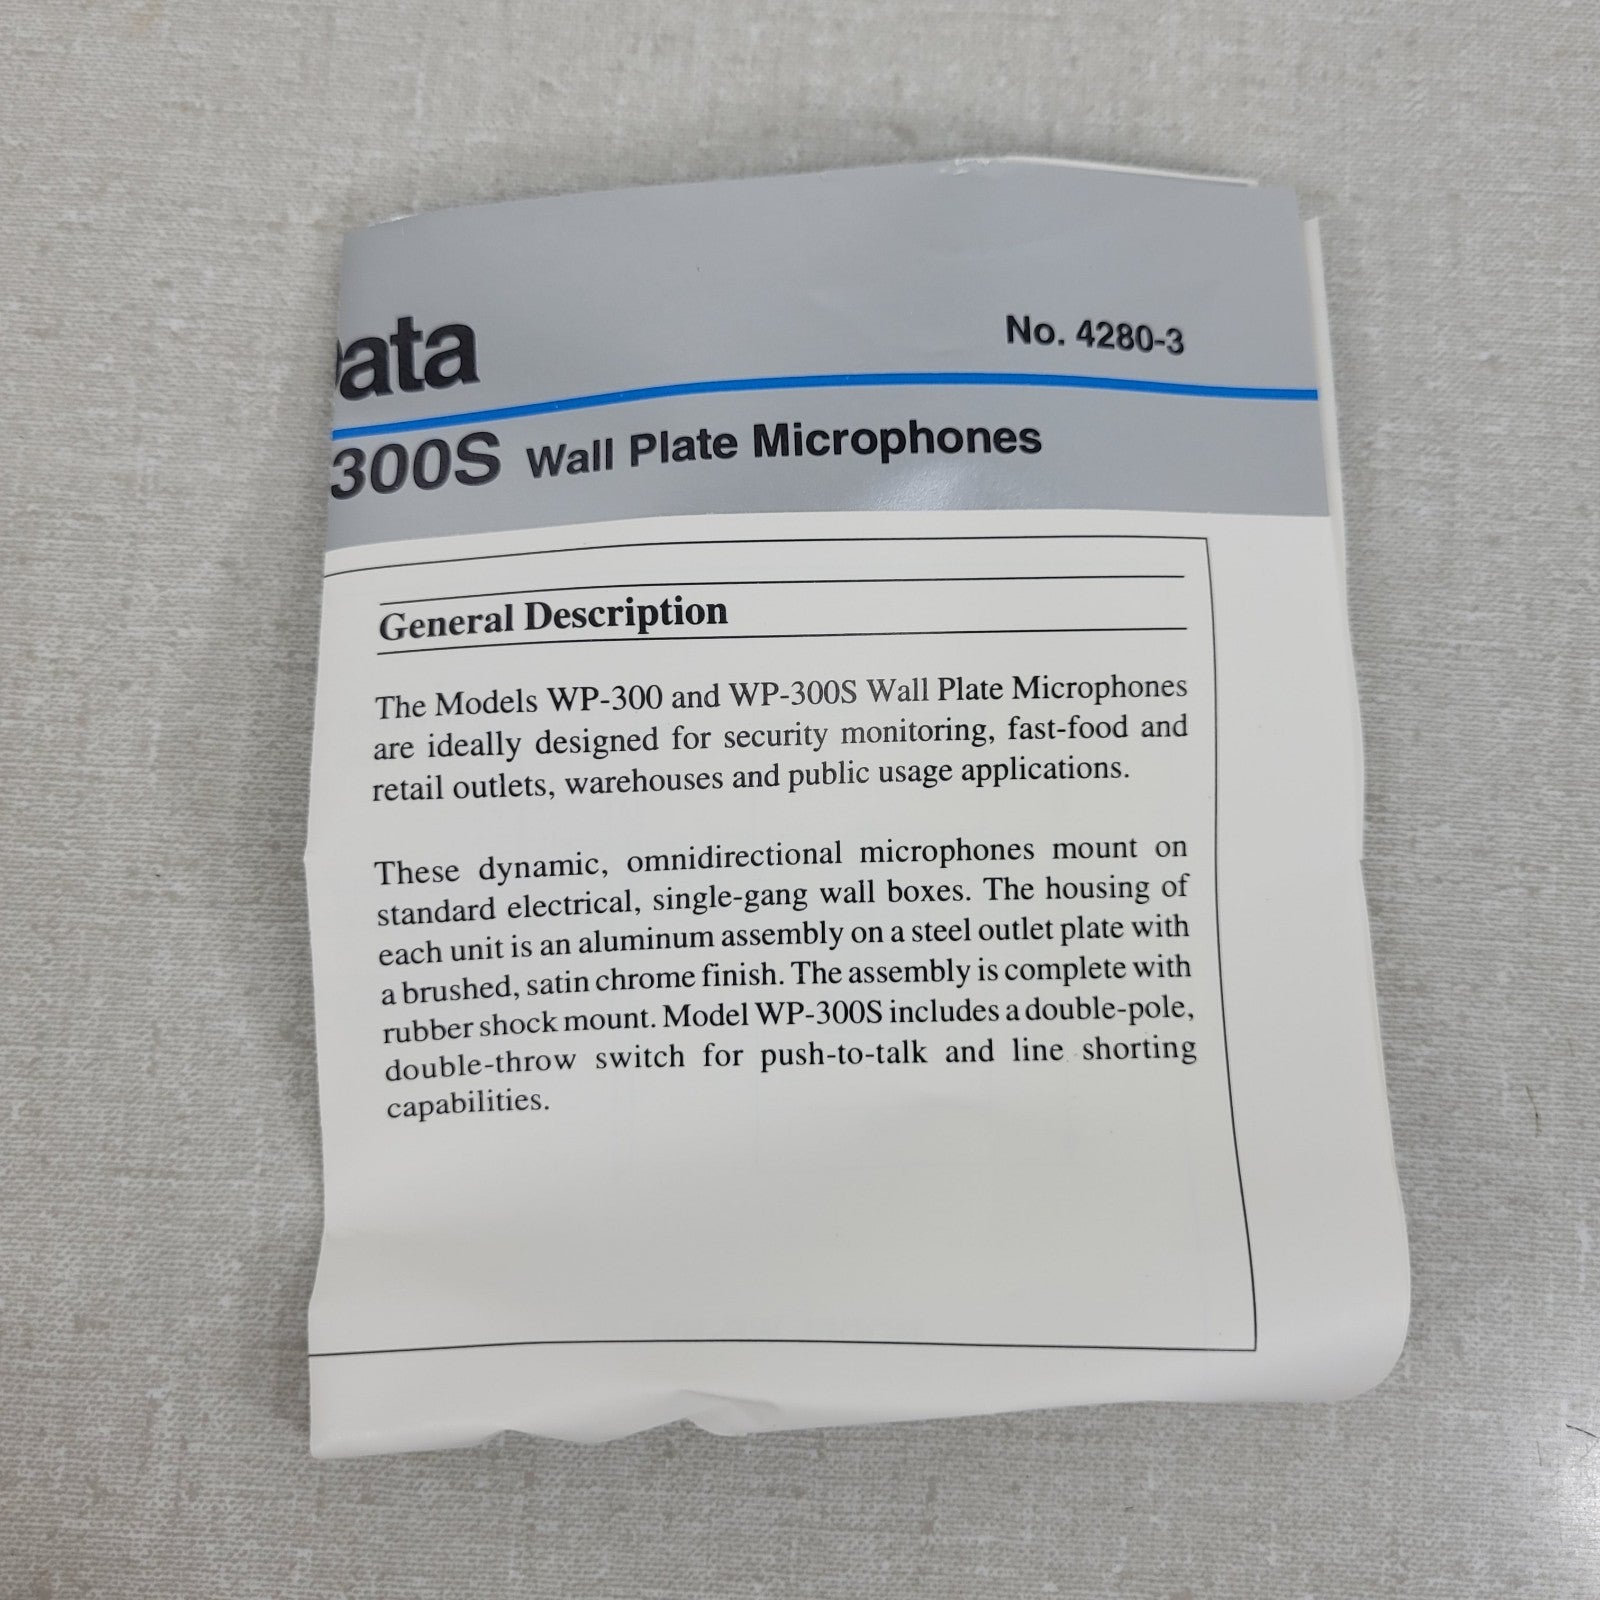 ata
No. 4280-3
300S Wall Plate Microphones
General Description
The Models WP-300 and WP-300S Wall Plate Microphones
are ideally designed for security monitoring, fast-food and
retail outlets, warehouses and public usage applications.
These dynamic, omnidirectional microphones mount on
standard electrical, single-gang wall boxes. The housing of
each unit is an aluminum assembly on a steel outlet plate with
a brushed, satin chrome finish. The assembly is complete with
rubber shock mount. Model WP-300S includes a double-pole,
double-throw switch for push-to-talk and line shorting
capabilities.